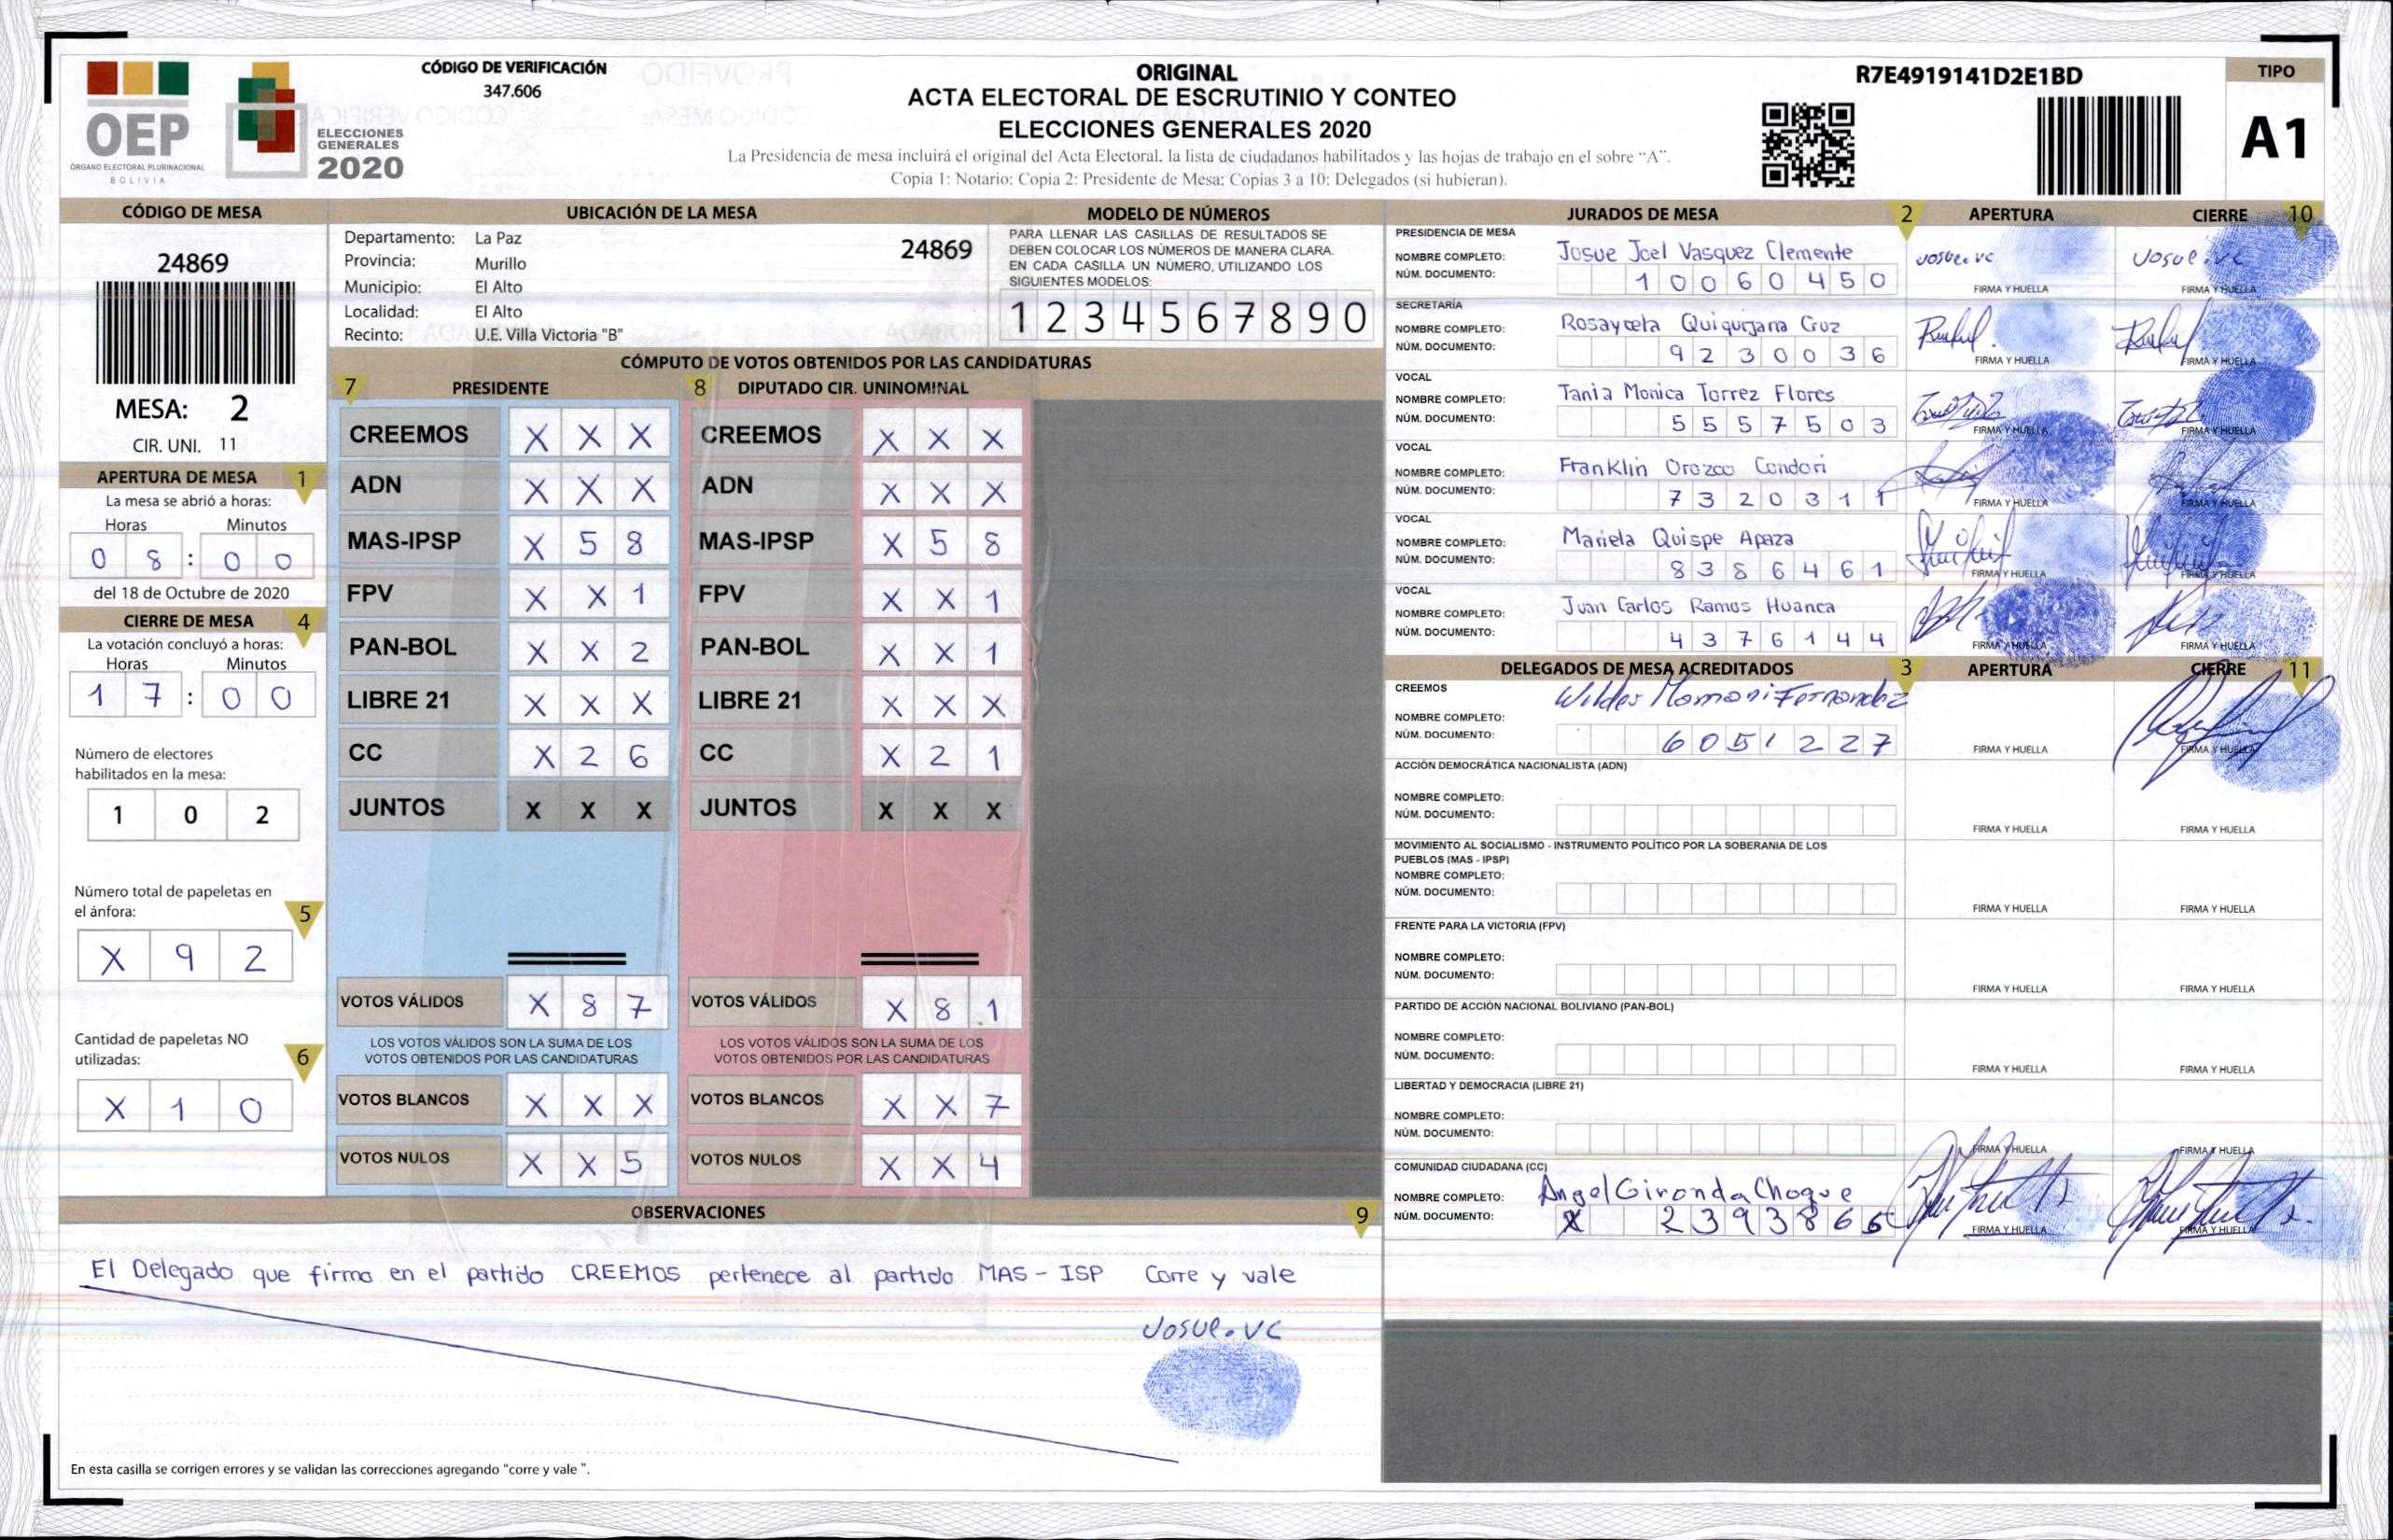 OEP
ÓRGANO ELECTORAL PLURINACIONAL
BOLIVIA
ELECCIONES
GENERALES
2020
CÓDIGO DE VERIFICACIÓN
347.606
ORIGINAL
ACTA ELECTORAL DE ESCRUTINIO Y CONTEO
ELECCIONES GENERALES 2020
La Presidencia de mesa incluirá el original del Acta Electoral, la lista de ciudadanos habilitados y las hojas de trabajo en el sobre "A".
Copia 1: Notario; Copia 2: Presidente de Mesa; Copias 3 a 10: Delegados (si hubieran).
R7E4919141D2E1BD
TIPO
A1
CÓDIGO DE MESA
24869
MESA: 2
CIR. UNI. 11
APERTURA DE MESA 1
La mesa se abrió a horas:
Horas Minutos
0 8 : 0 0
del 18 de Octubre de 2020
CIERRE DE MESA 4
La votación concluyó a horas:
Horas Minutos
1 7 : 0 0
Número de electores
habilitados en la mesa:
1 0 2
Número total de papeletas en
el ánfora: 5
X 9 2
Cantidad de papeletas NO
utilizadas: 6
X 1 0
UBICACIÓN DE LA MESA
Departamento: La Paz 24869
Provincia: Murillo
Municipio: El Alto
Localidad: El Alto
Recinto: U.E. Villa Victoria "B"
MODELO DE NÚMEROS
PARA LLENAR LAS CASILLAS DE RESULTADOS SE
DEBEN COLOCAR LOS NÚMEROS DE MANERA CLARA.
EN CADA CASILLA UN NÚMERO, UTILIZANDO LOS
SIGUIENTES MODELOS:
1 2 3 4 5 6 7 8 9 0
CÓMPUTO DE VOTOS OBTENIDOS POR LAS CANDIDATURAS
7 PRESIDENTE 8 DIPUTADO CIR. UNINOMINAL
CREEMOS X X X CREEMOS X X X
ADN X X X ADN X X X
MAS-IPSP X 5 8 MAS-IPSP X 5 8
FPV X X 1 FPV X X 1
PAN-BOL X X 2 PAN-BOL X X 1
LIBRE 21 X X X LIBRE 21 X X X
CC X 2 6 CC X 2 1
JUNTOS X X X JUNTOS X X X
VOTOS VÁLIDOS X 8 7 VOTOS VÁLIDOS X 8 1
LOS VOTOS VÁLIDOS SON LA SUMA DE LOS LOS VOTOS VÁLIDOS SON LA SUMA DE LOS
VOTOS OBTENIDOS POR LAS CANDIDATURAS VOTOS OBTENIDOS POR LAS CANDIDATURAS
VOTOS BLANCOS X X X VOTOS BLANCOS X X 7
VOTOS NULOS X X 5 VOTOS NULOS X X 4
OBSERVACIONES 9
El Delegado que firmo en el partido CREEMOS pertenece al partido MAS - ISP Corre y vale
Josue.VC
En esta casilla se corrigen errores y se validan las correcciones agregando "corre y vale ".
JURADOS DE MESA 2 APERTURA CIERRE 10
PRESIDENCIA DE MESA
NOMBRE COMPLETO: Josue Joel Vasquez Clemente Josue.vc Josue.vc
NÚM. DOCUMENTO: 1 0 0 6 0 4 5 0 FIRMA Y HUELLA FIRMA Y HUELLA
SECRETARÍA
NOMBRE COMPLETO: Rosayceta Quiquijana Cruz
NÚM. DOCUMENTO: 9 2 3 0 0 3 6 FIRMA Y HUELLA FIRMA Y HUELLA
VOCAL
NOMBRE COMPLETO: Tania Monica Torrez Flores
NÚM. DOCUMENTO: 5 5 5 7 5 0 3 FIRMA Y HUELLA FIRMA Y HUELLA
VOCAL
NOMBRE COMPLETO: Franklin Orozco Condori
NÚM. DOCUMENTO: 7 3 2 0 3 1 1 FIRMA Y HUELLA FIRMA Y HUELLA
VOCAL
NOMBRE COMPLETO: Mariela Quispe Apaza
NÚM. DOCUMENTO: 8 3 8 6 4 6 1 FIRMA Y HUELLA FIRMA Y HUELLA
VOCAL
NOMBRE COMPLETO: Juan Carlos Ramos Huanca
NÚM. DOCUMENTO: 4 3 7 6 1 4 4 FIRMA Y HUELLA FIRMA Y HUELLA
DELEGADOS DE MESA ACREDITADOS 3 APERTURA CIERRE 11
CREEMOS
NOMBRE COMPLETO: Wilder Mamani Fernandez
NÚM. DOCUMENTO: 6 0 5 1 2 2 7 FIRMA Y HUELLA FIRMA Y HUELLA
ACCIÓN DEMOCRÁTICA NACIONALISTA (ADN)
NOMBRE COMPLETO:
NÚM. DOCUMENTO: FIRMA Y HUELLA FIRMA Y HUELLA
MOVIMIENTO AL SOCIALISMO - INSTRUMENTO POLÍTICO POR LA SOBERANIA DE LOS
PUEBLOS (MAS - IPSP)
NOMBRE COMPLETO:
NÚM. DOCUMENTO: FIRMA Y HUELLA FIRMA Y HUELLA
FRENTE PARA LA VICTORIA (FPV)
NOMBRE COMPLETO:
NÚM. DOCUMENTO: FIRMA Y HUELLA FIRMA Y HUELLA
PARTIDO DE ACCIÓN NACIONAL BOLIVIANO (PAN-BOL)
NOMBRE COMPLETO:
NÚM. DOCUMENTO: FIRMA Y HUELLA FIRMA Y HUELLA
LIBERTAD Y DEMOCRACIA (LIBRE 21)
NOMBRE COMPLETO:
NÚM. DOCUMENTO: FIRMA Y HUELLA FIRMA Y HUELLA
COMUNIDAD CIUDADANA (CC)
NOMBRE COMPLETO: Angel Gironda Choque
NÚM. DOCUMENTO: X 2 3 9 3 8 6 6 FIRMA Y HUELLA FIRMA Y HUELLA